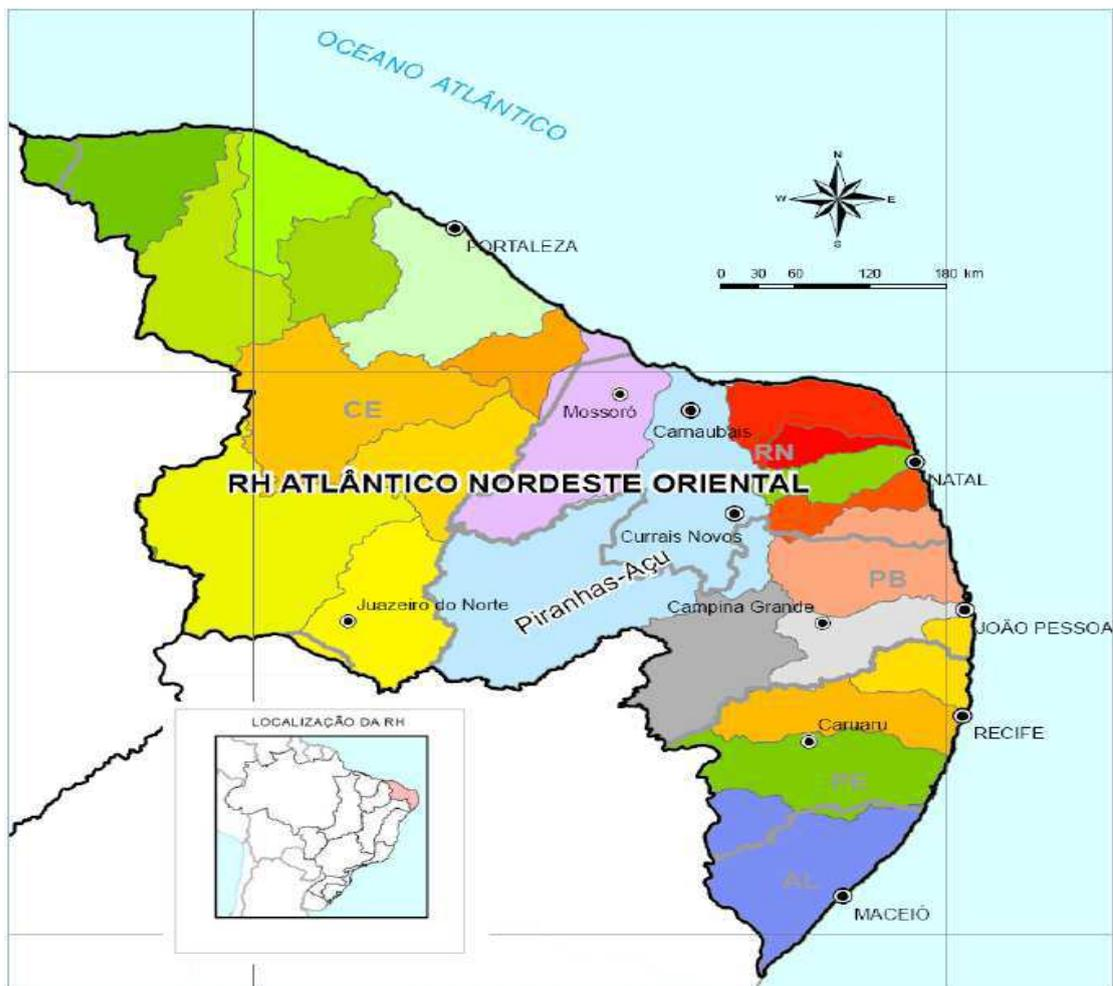 OCEANO ATLÂNTICO
N
W E
S
FORTALEZA
0 30 60 120 180 km
Mossoró
CE
Carnaubais
RN
RH ATLÂNTICO NORDESTE ORIENTAL
NATAL
Currais Novos
Piranhas-Açu
PB
Juazeiro do Norte
Campina Grande
JOÃO PESSOA
LOCALIZAÇÃO DA RH
Caruaru
RECIFE
PE
AL
MACEIÓ